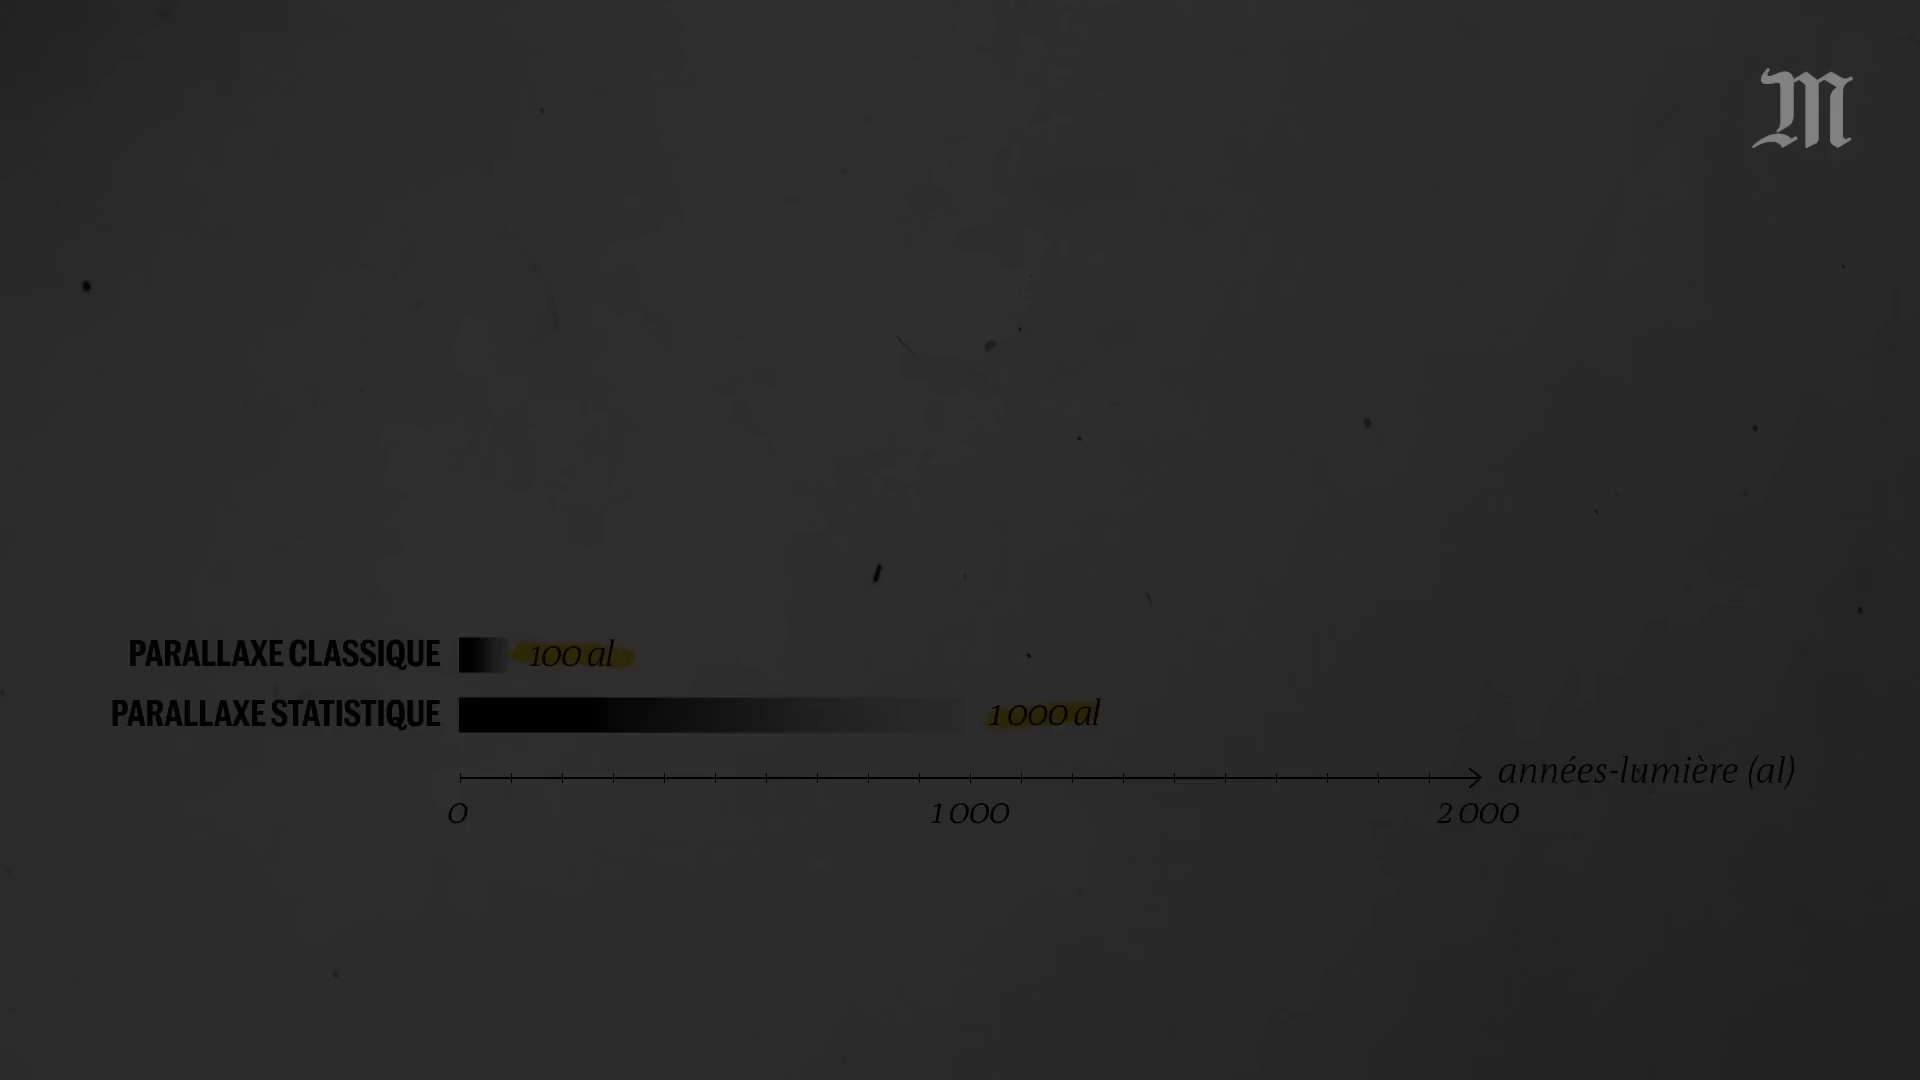 M
PARALLAXE CLASSIQUE 100 al
PARALLAXE STATISTIQUE 1 000 al
années-lumière (al)
0 1 000 2 000